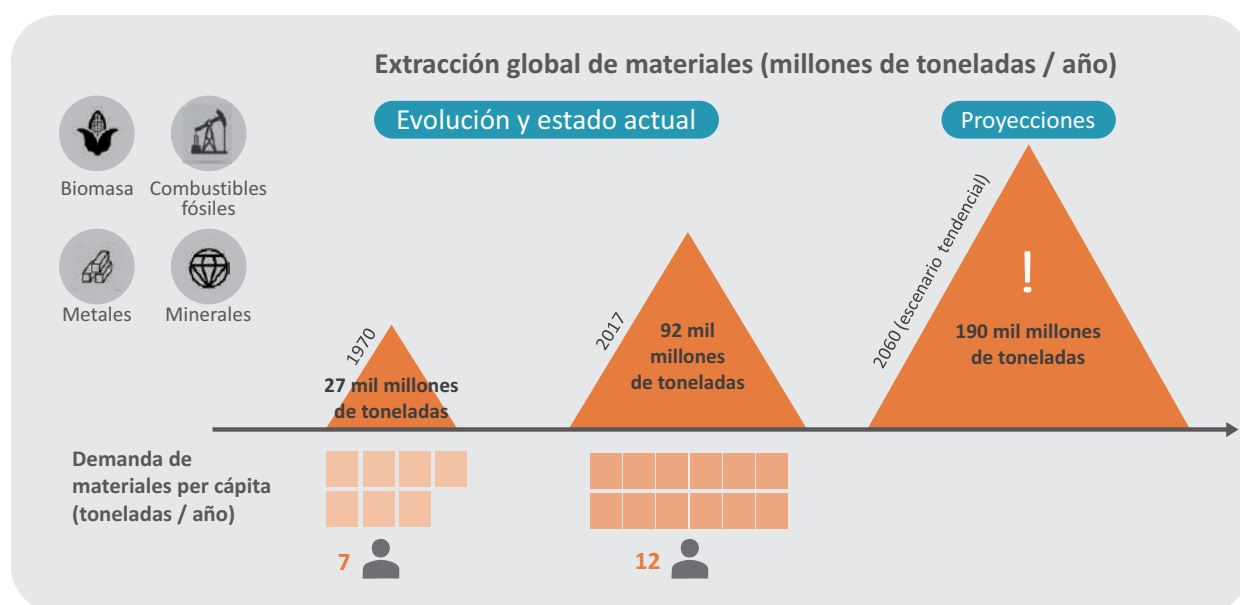 Extracción global de materiales (millones de toneladas / año)
Evolución y estado actual
Proyecciones
Biomasa
Combustibles
fósiles
Metales
Minerales
1970
27 mil millones
de toneladas
2017
92 mil
millones
de toneladas
2060 (escenario tendencial)
!
190 mil millones
de toneladas
Demanda de
materiales per cápita
(toneladas / año)
7
12